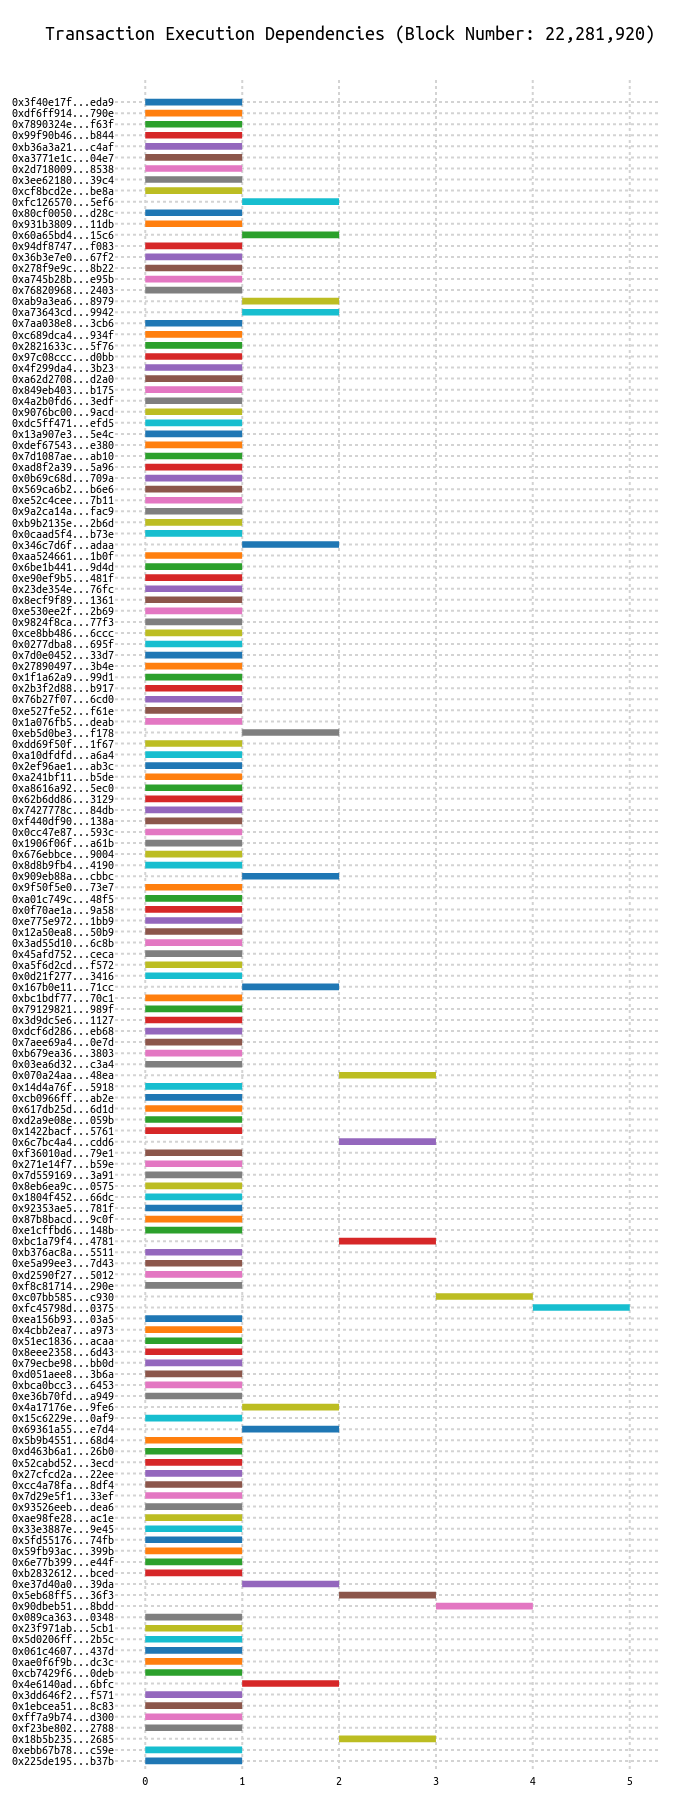 Transaction Execution Dependencies (Block Number: 22,281,920)
0x3f40e17f...eda9
0xdf6ff914...790e
0x7890324e...f63f
0x99f90b46...b844
0xb36a3a21...c4af
0xa3771e1c...04e7
0x2d718009...8538
0x3ee62180...39c4
0xcf8bcd2e...be8a
0xfc126570...5ef6
0x80cf0050...d28c
0x931b3809...11db
0x60a65bd4...15c6
0x94df8747...f083
0x36b3e7e0...67f2
0x278f9e9c...8b22
0xa745b28b...e95b
0x76820968...2403
0xab9a3ea6...8979
0xa73643cd...9942
0x7aa038e8...3cb6
0xc689dca4...934f
0x2821633c...5f76
0x97c08ccc...d0bb
0x4f299da4...3b23
0xa62d2708...d2a0
0x849eb403...b175
0x4a2b0fd6...3edf
0x9076bc00...9acd
0xdc5ff471...efd5
0x13a907e3...5e4c
0xdef67543...e380
0x7d1087ae...ab10
0xad8f2a39...5a96
0x0b69c68d...709a
0x569ca6b2...b6e6
0xe52c4cee...7b11
0x9a2ca14a...fac9
0xb9b2135e...2b6d
0x0caad5f4...b73e
0x346c7d6f...adaa
0xaa524661...1b0f
0x6be1b441...9d4d
0xe90ef9b5...481f
0x23de354e...76fc
0x8ecf9f89...1361
0xe530ee2f...2b69
0x9824f8ca...77f3
0xce8bb486...6ccc
0x0277dba8...695f
0x7d0e0452...33d7
0x27890497...3b4e
0x1f1a62a9...99d1
0x2b3f2d88...b917
0x76b27f07...6cd0
0xe527fe52...f61e
0x1a076fb5...deab
0xeb5d0be3...f178
0xdd69f50f...1f67
0xa10dfdfd...a6a4
0x2ef96ae1...ab3c
0xa241bf11...b5de
0xa8616a92...5ec0
0x62b6dd86...3129
0x7427778c...84db
0xf440df90...138a
0x0cc47e87...593c
0x1906f06f...a61b
0x676ebbce...9004
0x8d8b9fb4...4190
0x909eb88a...cbbc
0x9f50f5e0...73e7
0xa01c749c...48f5
0x0f70ae1a...9a58
0xe775e972...1bb9
0x12a50ea8...50b9
0x3ad55d10...6c8b
0x45afd752...ceca
0xa5f6d2cd...f572
0x0d21f277...3416
0x167b0e11...71cc
0xbc1bdf77...70c1
0x79129821...989f
0x3d9dc5e6...1127
0xdcf6d286...eb68
0x7aee69a4...0e7d
0xb679ea36...3803
0x03ea6d32...c3a4
0x070a24aa...48ea
0x14d4a76f...5918
0xcb0966ff...ab2e
0x617db25d...6d1d
0xd2a9e08e...059b
0x1422bacf...5761
0x6c7bc4a4...cdd6
0xf36010ad...79e1
0x271e14f7...b59e
0x7d559169...3a91
0x8eb6ea9c...0575
0x1804f452...66dc
0x92353ae5...781f
0x87b8bacd...9c0f
0xe1cffbd6...148b
0xbc1a79f4...4781
0xb376ac8a...5511
0xe5a99ee3...7d43
0xd2590f27...5012
0xf8c81714...290e
0xc07bb585...c930
0xfc45798d...0375
0xea156b93...03a5
0x4cbb2ea7...a973
0x51ec1836...acaa
0x8eee2358...6d43
0x79ecbe98...bb0d
0xd051aee8...3b6a
0xbca0bcc3...6453
0xe36b70fd...a949
0x4a17176e...9fe6
0x15c6229e...0af9
0x69361a55...e7d4
0x5b9b4551...68d4
0xd463b6a1...26b0
0x52cabd52...3ecd
0x27cfcd2a...22ee
0xcc4a78fa...8df4
0x7d29e5f1...33ef
0x93526eeb...dea6
0xae98fe28...ac1e
0x33e3887e...9e45
0x5fd55176...74fb
0x59fb93ac...399b
0x6e77b399...e44f
0xb2832612...bced
0xe37d40a0...39da
0x5eb68ff5...36f3
0x90dbeb51...8bdd
0x089ca363...0348
0x23f971ab...5cb1
0x5d0206ff...2b5c
0x061c4607...437d
0xae0f6f9b...dc3c
0xcb7429f6...0deb
0x4e6140ad...6bfc
0x3dd646f2...f571
0x1ebcea51...8c83
0xff7a9b74...d300
0xf23be802...2788
0x18b5b235...2685
0xebb67b78...c59e
0x225de195...b37b
0 1 2 3 4 5